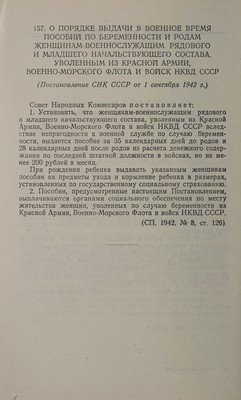 157. О ПОРЯДКЕ ВЫДАЧИ В ВОЕННОЕ ВРЕМЯ
ПОСОБИЙ ПО БЕРЕМЕННОСТИ И РОДАМ
ЖЕНЩИНАМ-ВОЕННОСЛУЖАЩИМ РЯДОВОГО
И МЛАДШЕГО НАЧАЛЬСТВУЮЩЕГО СОСТАВА,
УВОЛЕННЫМ ИЗ КРАСНОЙ АРМИИ,
ВОЕННО-МОРСКОГО ФЛОТА И ВОЙСК НКВД СССР
(Постановление СНК СССР от 1 сентября 1942 г.)
Совет Народных Комиссаров постановляет:
1. Установить, что женщинам-военнослужащим рядового
и младшего начальствующего состава, уволенным из Красной
Армии, Военно-Морского Флота и войск НКВД СССР вслед-
ствие непригодности к военной службе по случаю беремен-
ности, выдается пособие за 35 календарных дней до родов и
28 календарных дней после родов из расчета денежного содер-
жания по последней штатной должности в войсках, но не ме-
нее 200 рублей в месяц.
При рождении ребенка выдавать указанным женщинам
пособия на предметы ухода и кормление ребенка в размерах,
установленных по государственному социальному страхованию.
2. Пособия, предусмотренные настоящим Постановлением,
выплачиваются органами социального обеспечения по месту
жительства женщин, уволенных по случаю беременности из
Красной Армии, Военно-Морского Флота и войск НКВД СССР.
(СП, 1942, № 8, ст. 126)